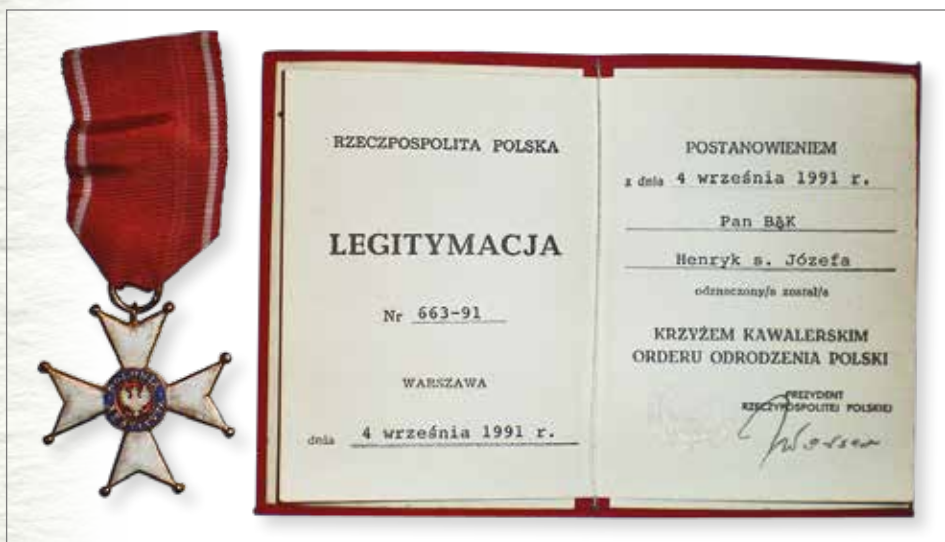 RZECZPOSPOLITA POLSKA
LEGITYMACJA
Nr 663-91
WARSZAWA
dnia 4 września 1991 r.
POSTANOWIENIEM
z dnia 4 września 1991 r.
Pan BąK
Henryk s. Józefa
odznaczony/a został/a
KRZYŻEM KAWALERSKIM
ORDERU ODRODZENIA POLSKI
PREZYDENT
RZECZYPOSPOLITEJ POLSKIEJ
POLONIA